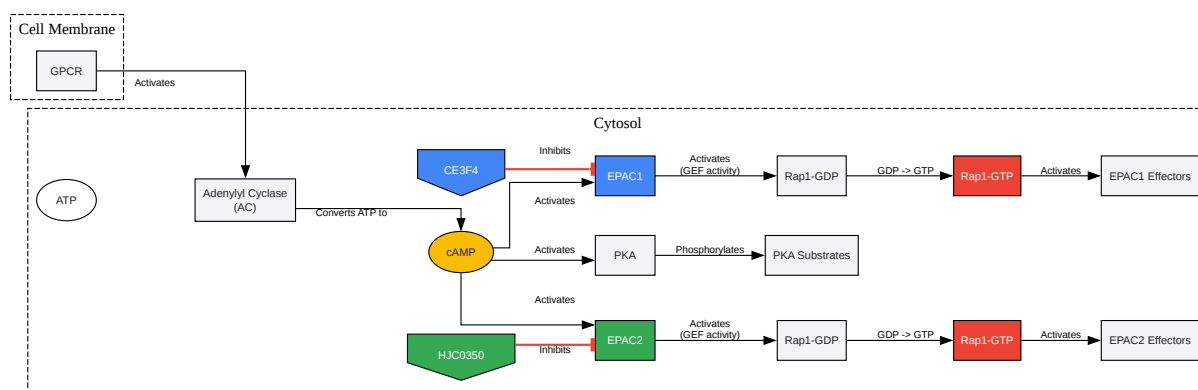 Cell Membrane
GPCR
Activates
Cytosol
ATP
Adenylyl Cyclase
(AC)
Converts ATP to
cAMP
CE3F4
Inhibits
EPAC1
Activates
Activates
(GEF activity)
Rap1-GDP
GDP -> GTP
Rap1-GTP
Activates
EPAC1 Effectors
Activates
PKA
Phosphorylates
PKA Substrates
Activates
HJC0350
Inhibits
EPAC2
Activates
(GEF activity)
Rap1-GDP
GDP -> GTP
Rap1-GTP
Activates
EPAC2 Effectors